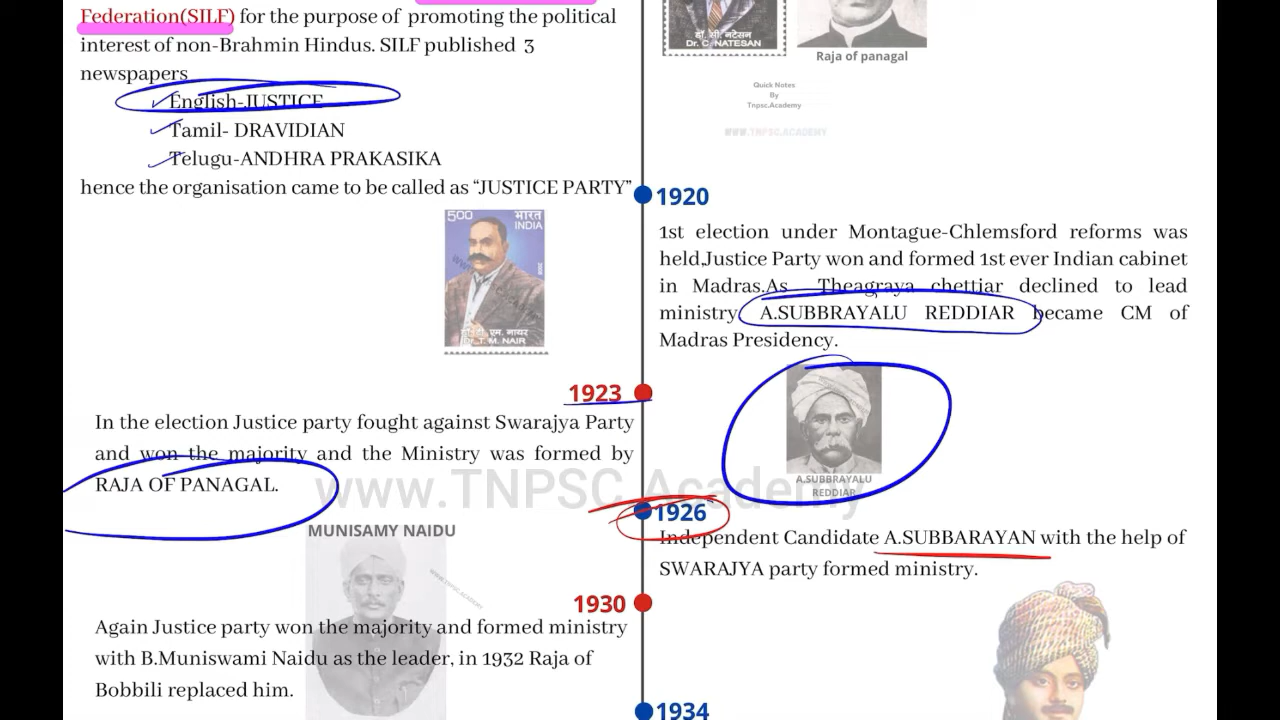 Federation(SILF) for the purpose of promoting the political
interest of non-Brahmin Hindus. SILF published 3
newspapers
English-JUSTICE
Tamil- DRAVIDIAN
Telugu-ANDHRA PRAKASIKA
hence the organisation came to be called as “JUSTICE PARTY”
500 भारत
INDIA
Dr. T. M. NAIR
1923
In the election Justice party fought against Swarajya Party
and won the majority and the Ministry was formed by
RAJA OF PANAGAL.
MUNISAMY NAIDU
1930
Again Justice party won the majority and formed ministry
with B.Muniswami Naidu as the leader, in 1932 Raja of
Bobbili replaced him.
डॉ. सी. नटेसन
Dr. C. NATESAN
Raja of panagal
Quick Notes
By
Tnpsc.Academy
WWW.TNPSC.ACADEMY
1920
1st election under Montague-Chlemsford reforms was
held,Justice Party won and formed 1st ever Indian cabinet
in Madras.As Theagraya chettiar declined to lead
ministry A.SUBBRAYALU REDDIAR became CM of
Madras Presidency.
A.SUBBRAYALU
REDDIAR
www.TNPSC.Academy
1926
Independent Candidate A.SUBBARAYAN with the help of
SWARAJYA party formed ministry.
1934